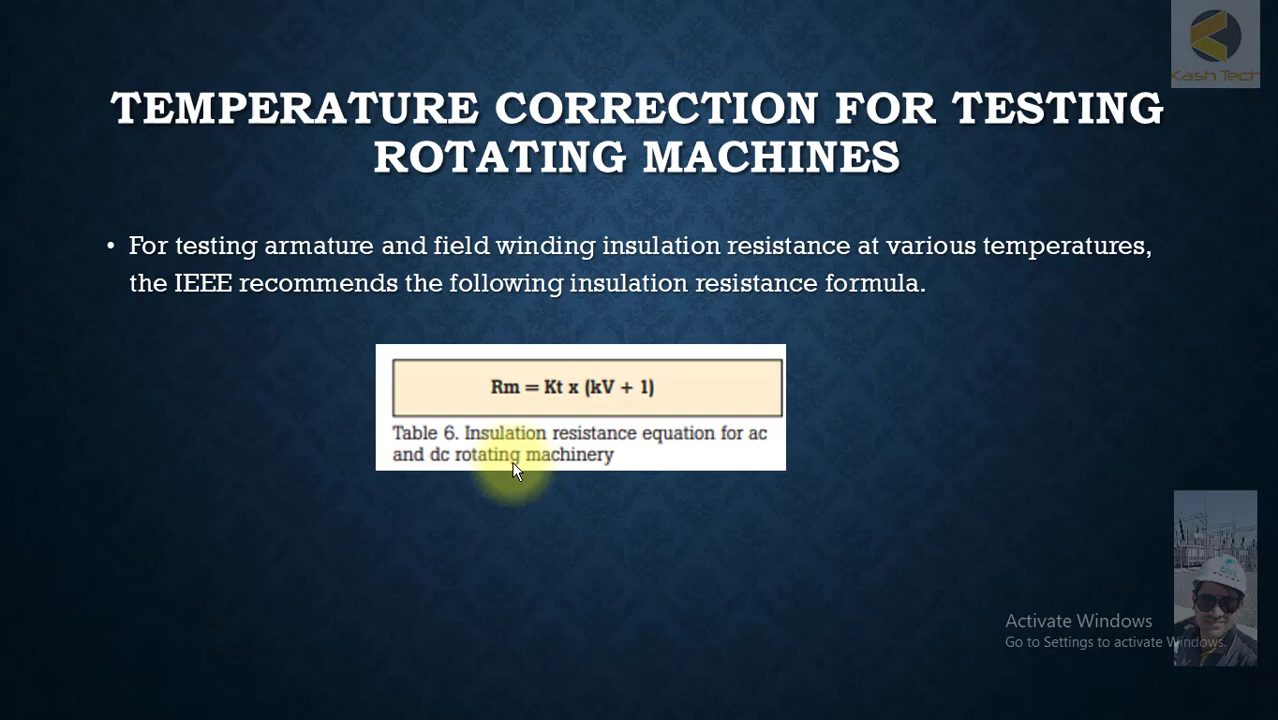 Kash Tech
TEMPERATURE CORRECTION FOR TESTING
ROTATING MACHINES
• For testing armature and field winding insulation resistance at various temperatures,
the IEEE recommends the following insulation resistance formula.
Rm = Kt x (kV + 1)
Table 6. Insulation resistance equation for ac
and dc rotating machinery
Activate Windows
Go to Settings to activate Windows.